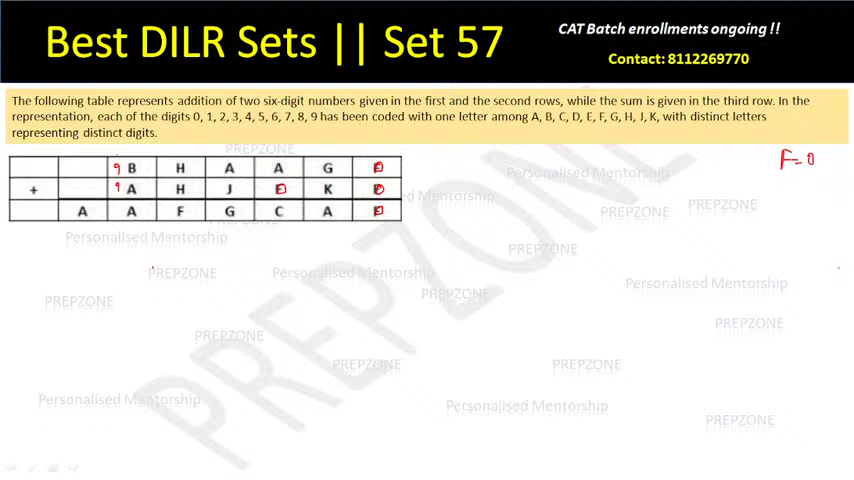 Best DILR Sets || Set 57
CAT Batch enrollments ongoing !!
Contact: 8112269770
The following table represents addition of two six-digit numbers given in the first and the second rows, while the sum is given in the third row. In the
representation, each of the digits 0, 1, 2, 3, 4, 5, 6, 7, 8, 9 has been coded with one letter among A, B, C, D, E, F, G, H, J, K, with distinct letters
representing distinct digits.
F=0
9 B H A A G
+ 9 A H J K
A A F G C A
PREPZONE
PREPZONE
Personalised Mentorship
PREPZONE
PREPZONE
Personalised Mentorship
PREPZONE
PREPZONE
Personalised Mentorship
PREPZONE
Personalised Mentorship
PREPZONE
PREPZONE
PREPZONE
PREPZONE
PREPZONE
Personalised Mentorship
Personalised Mentorship
PREPZONE
PREPZONE